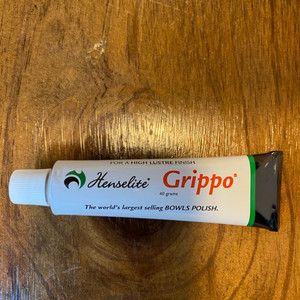 FOR A HIGH LUSTRE FINISH
Henselite® Grippo®
40 grams
The world's largest selling BOWLS POLISH.